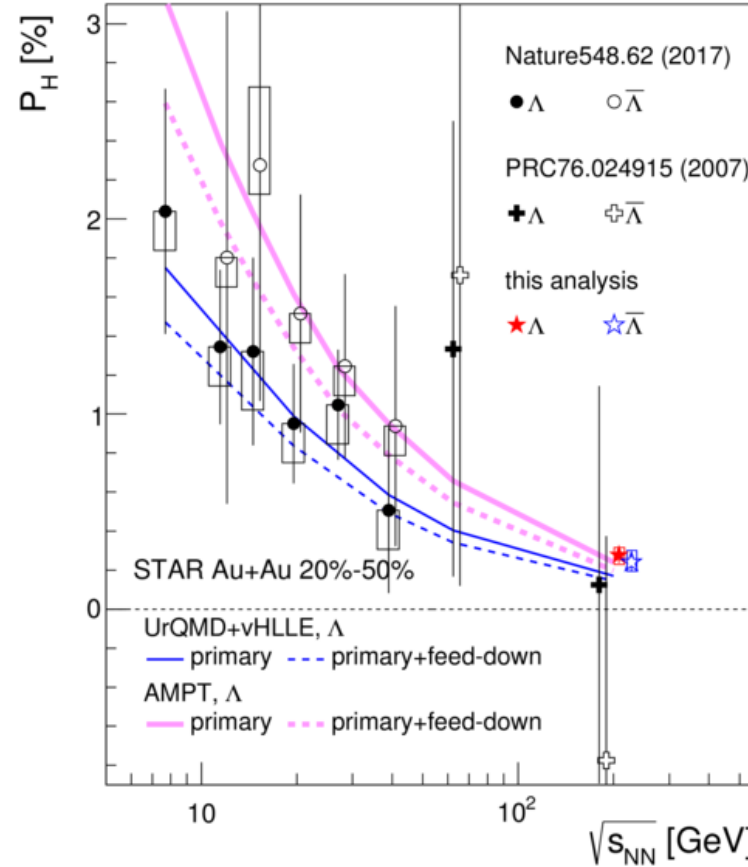 P_H [%]
3
2
1
0
Nature548.62 (2017)
Λ Λ̅
PRC76.024915 (2007)
Λ Λ̅
this analysis
Λ Λ̅
STAR Au+Au 20%-50%
UrQMD+vHLLE, Λ
primary primary+feed-down
AMPT, Λ
primary primary+feed-down
10 10²
√s_NN [GeV]